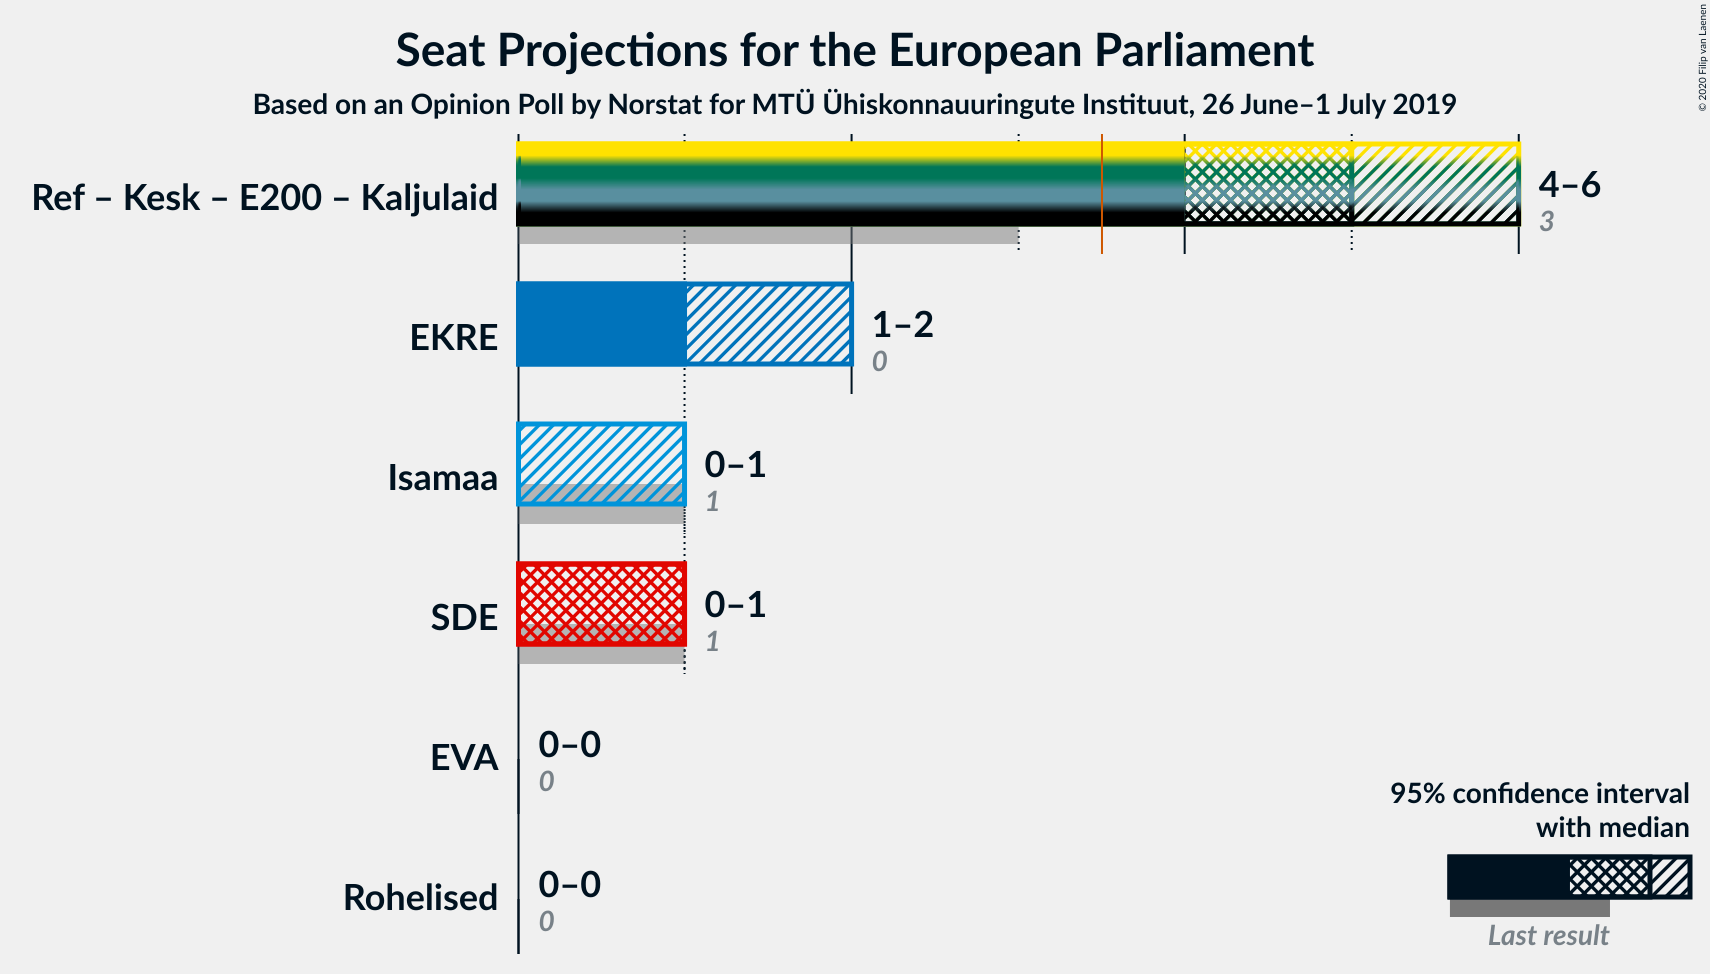 Seat Projections for the European Parliament
Based on an Opinion Poll by Norstat for MTÜ Ühiskonnauuringute Instituut, 26 June–1 July 2019
© 2020 Filip van Laenen
Ref – Kesk – E200 – Kaljulaid
4–6
3
EKRE
1–2
0
Isamaa
0–1
1
SDE
0–1
1
EVA
0–0
0
Rohelised
0–0
0
95% confidence interval
with median
Last result